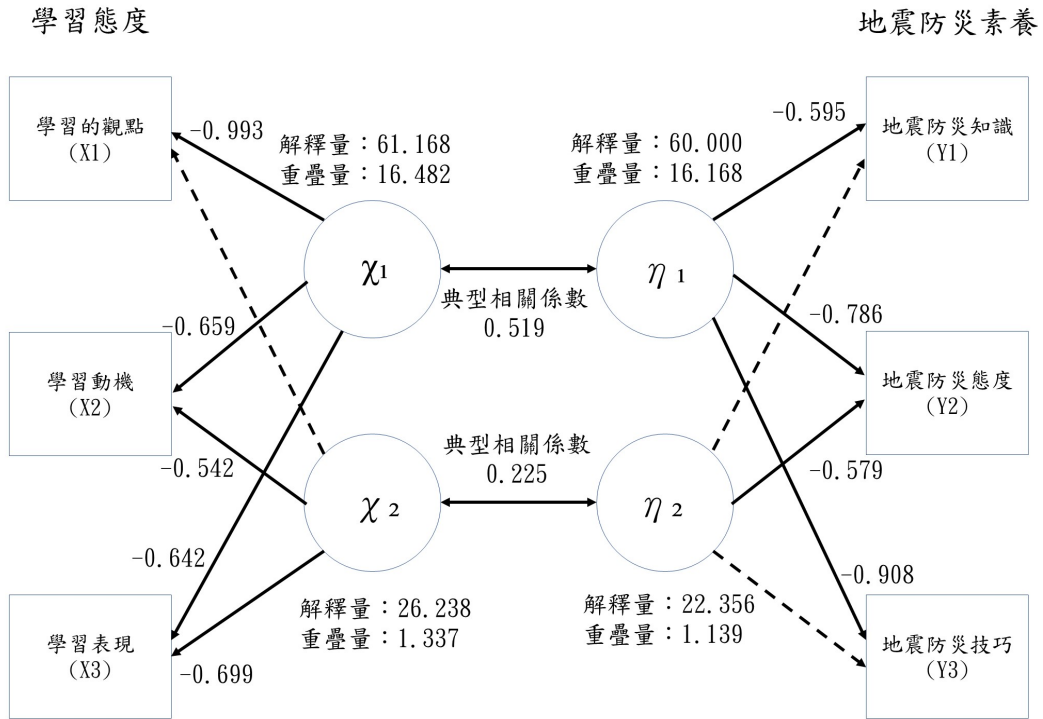 學習態度
地震防災素養
學習的觀點
(X1)
-0.993
解釋量：61.168
重疊量：16.482
解釋量：60.000
重疊量：16.168
-0.595
地震防災知識
(Y1)
χ1
典型相關係數
0.519
η 1
-0.659
-0.786
學習動機
(X2)
地震防災態度
(Y2)
-0.542
典型相關係數
0.225
-0.579
χ 2
η 2
-0.642
-0.908
學習表現
(X3)
-0.699
解釋量：26.238
重疊量：1.337
解釋量：22.356
重疊量：1.139
地震防災技巧
(Y3)